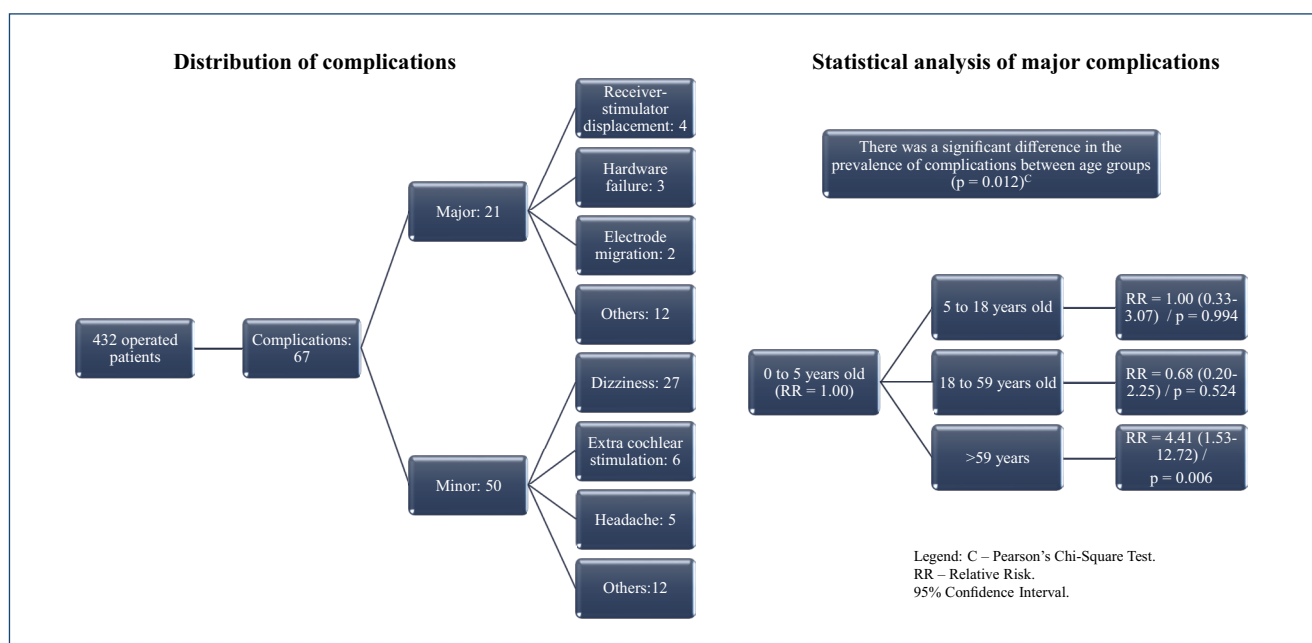 Distribution of complications
432 operated
patients
Complications:
67
Major: 21
Receiver-
stimulator
displacement: 4
Hardware
failure: 3
Electrode
migration: 2
Others: 12
Minor: 50
Dizziness: 27
Extra cochlear
stimulation: 6
Headache: 5
Others:12
Statistical analysis of major complications
There was a significant difference in the
prevalence of complications between age groups
(p = 0.012)C
0 to 5 years old
(RR = 1.00)
5 to 18 years old
RR = 1.00 (0.33-
3.07) / p = 0.994
18 to 59 years old
RR = 0.68 (0.20-
2.25) / p = 0.524
>59 years
RR = 4.41 (1.53-
12.72) /
p = 0.006
Legend: C – Pearson’s Chi-Square Test.
RR – Relative Risk.
95% Confidence Interval.